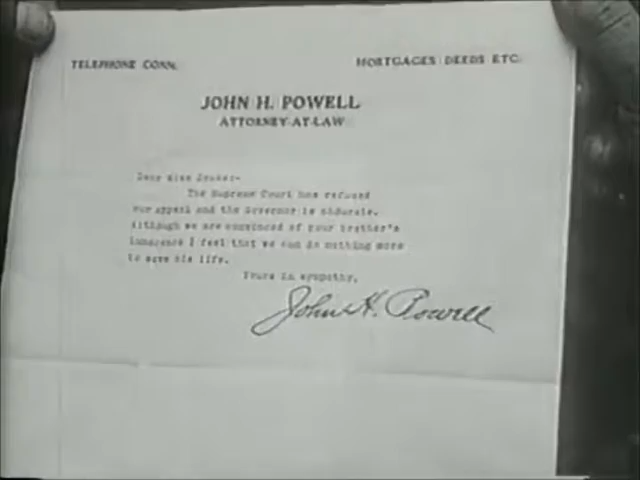 TELEPHONE CONN.
MORTGAGES DEEDS ETC.
JOHN H. POWELL
ATTORNEY-AT-LAW
Dear Miss
The Supreme Court has refused
our appeal and the Governor is obdurate.
Although we are convinced of your brother's
innocence I feel that we can do nothing more
to save his life.
Yours in sympathy,
John H. Powell